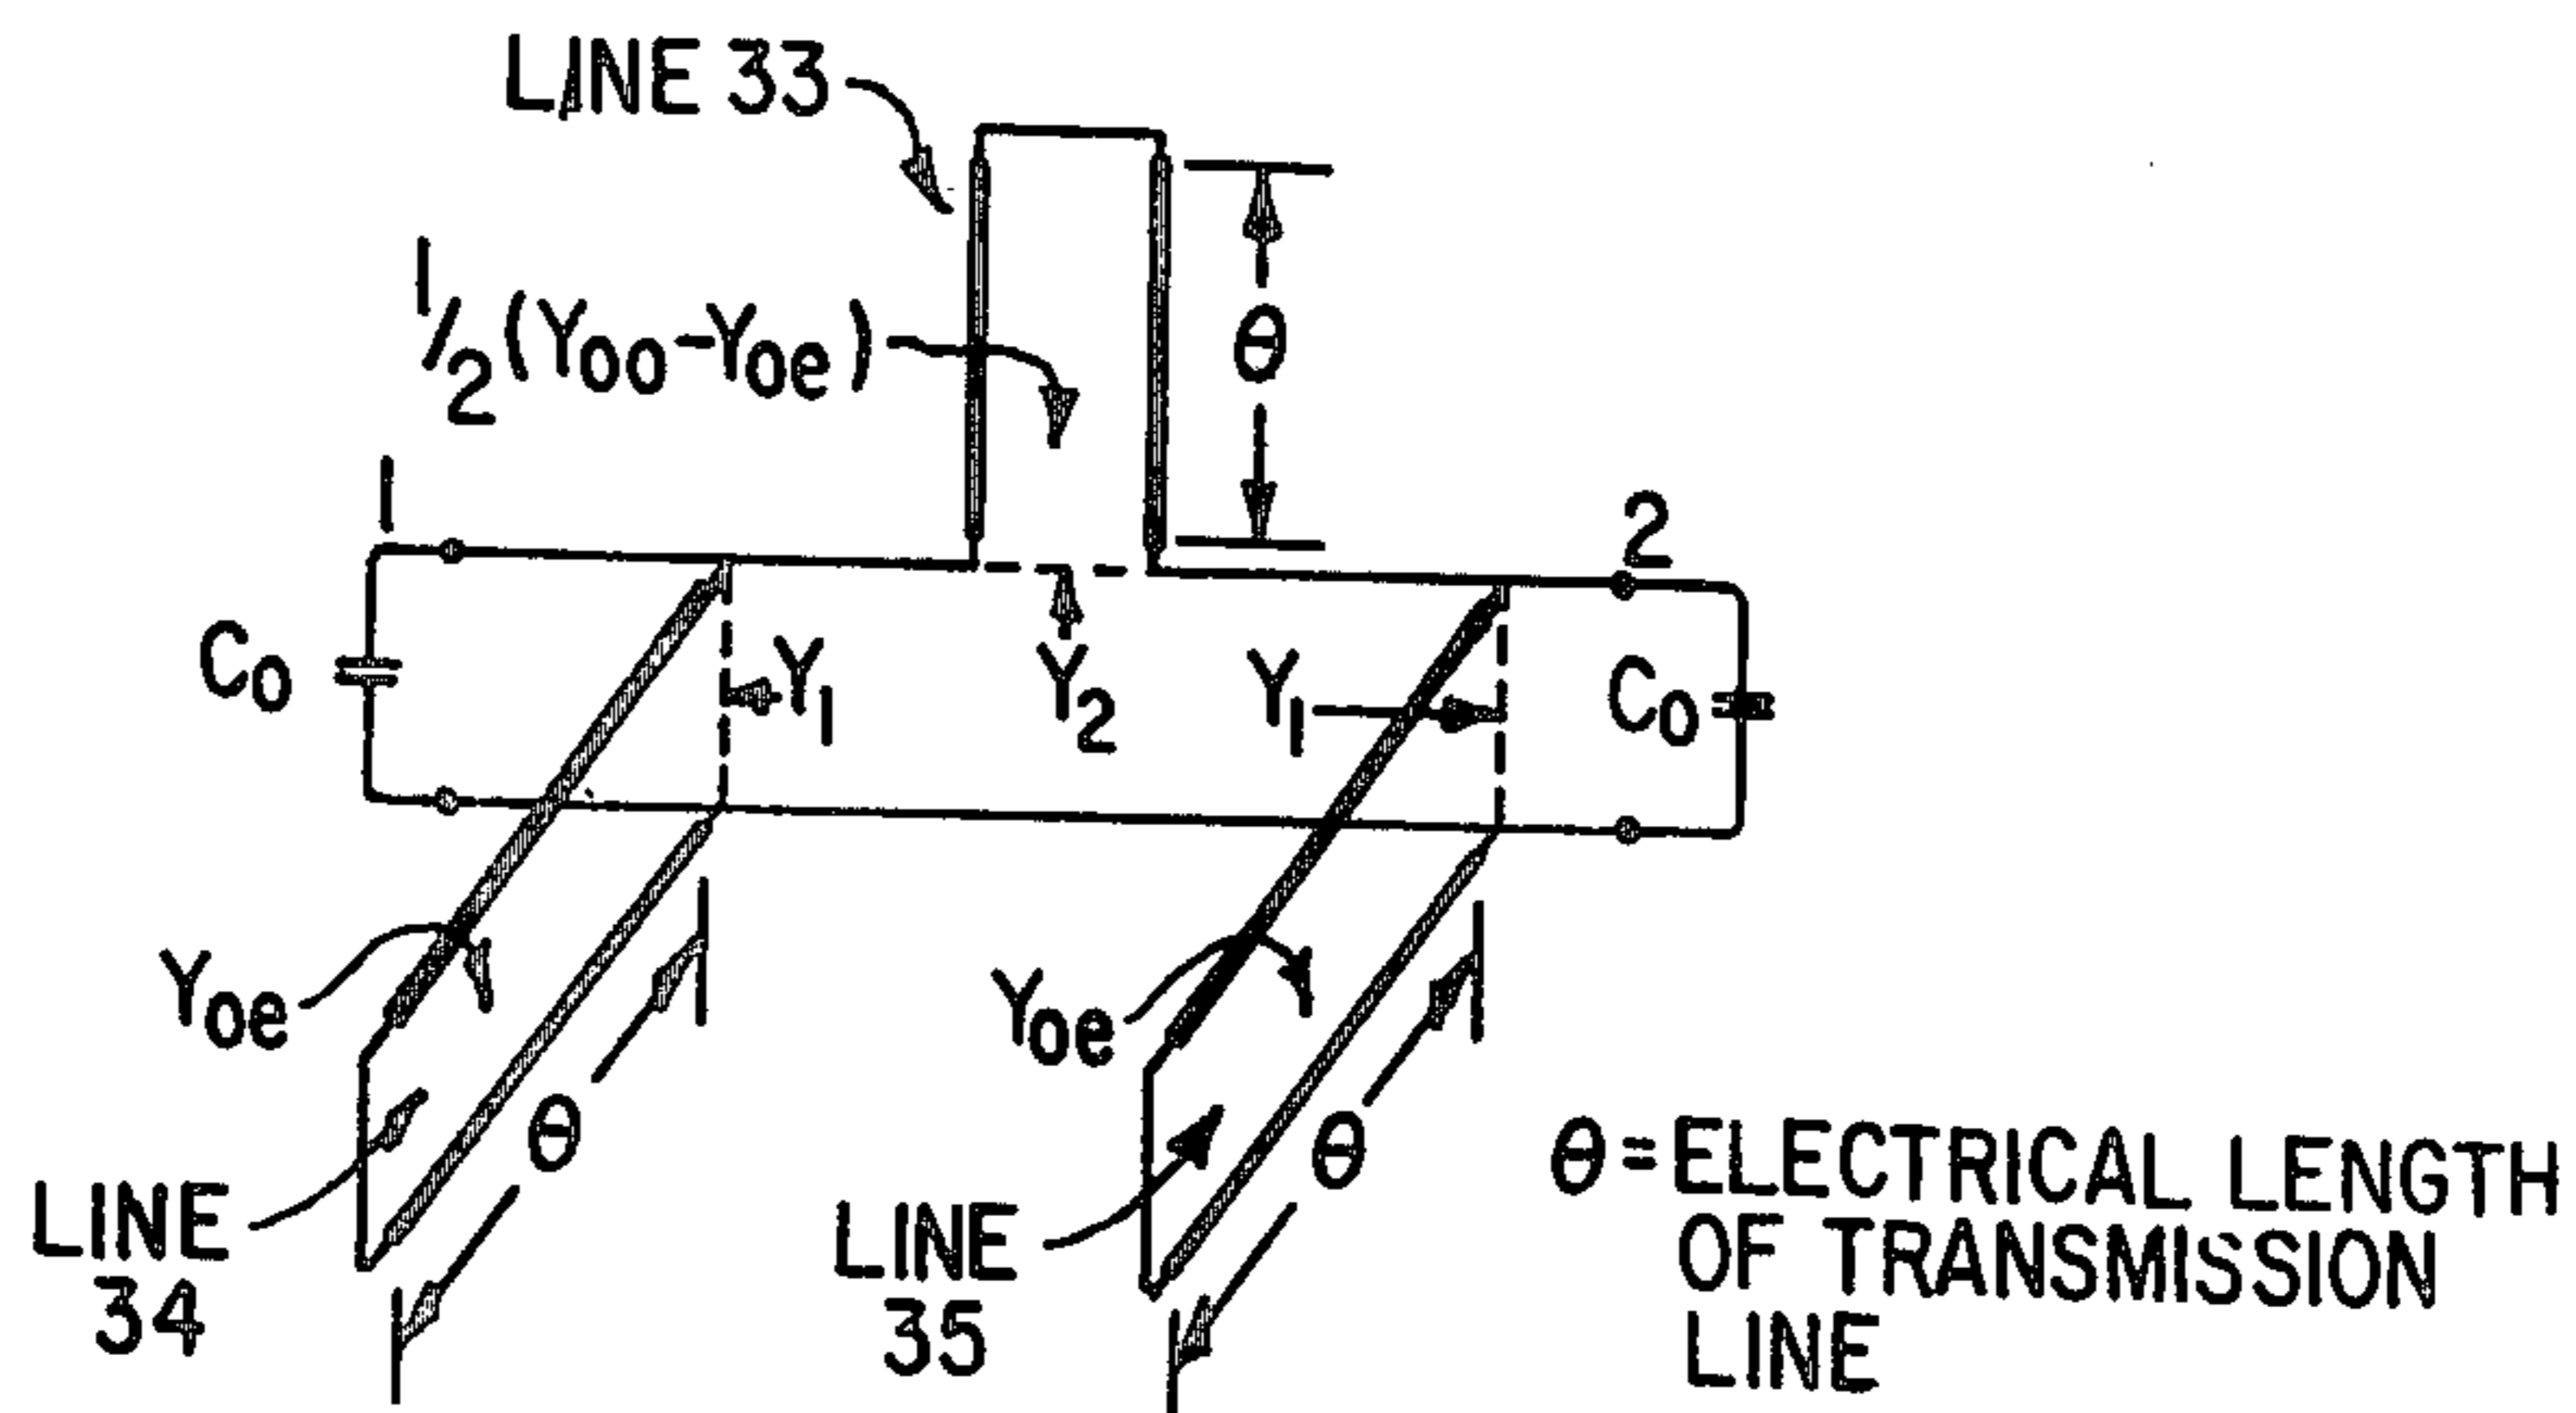 LINE 33
1/2(Yoo-Yoe)
θ
1
2
Co
Y1
Y2
Y1
Co
Yoe
Yoe
θ
θ
LINE
34
LINE
35
θ=ELECTRICAL LENGTH
OF TRANSMISSION
LINE